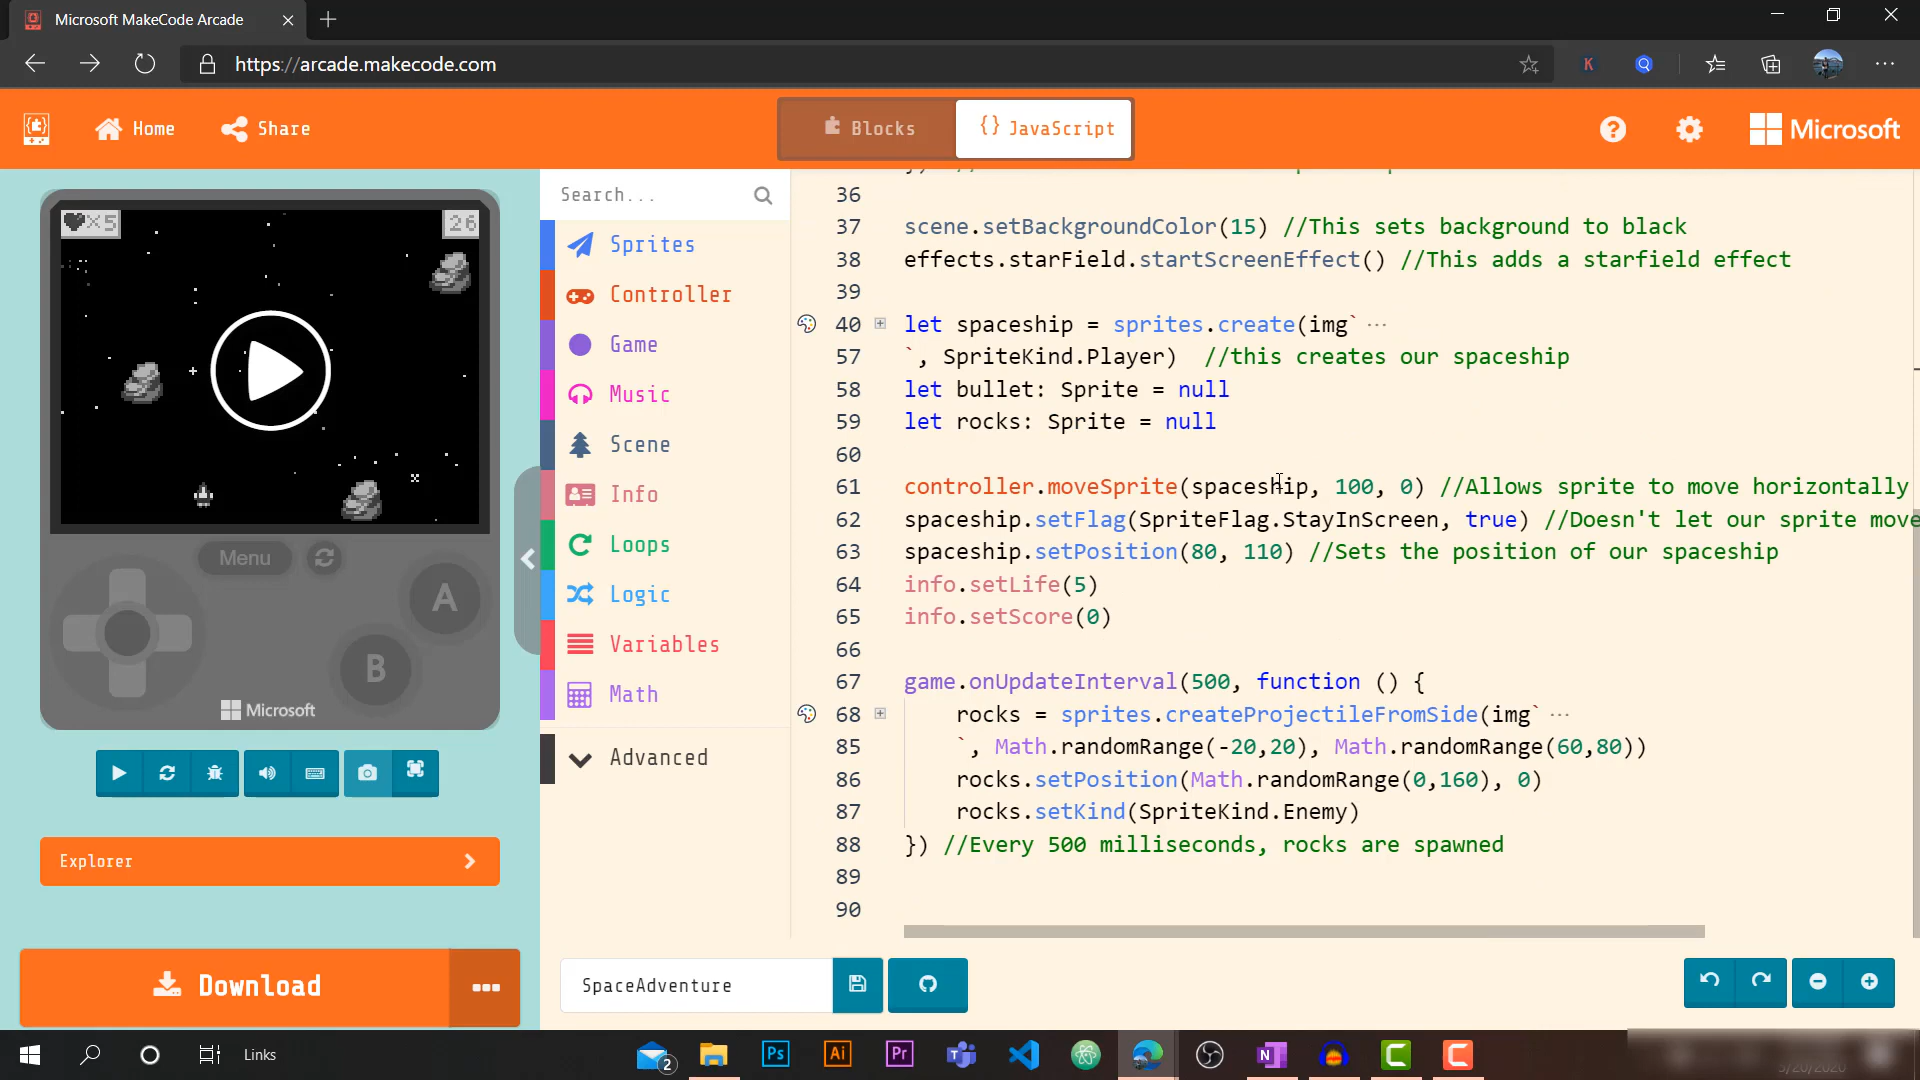 Microsoft MakeCode Arcade
https://arcade.makecode.com
Home
Share
Blocks
{} JavaScript
Microsoft
×5
26
Menu
A
B
Microsoft
Explorer
Download
Search...
Sprites
Controller
Game
Music
Scene
Info
Loops
Logic
Variables
Math
Advanced
36
37 scene.setBackgroundColor(15) //This sets background to black
38 effects.starField.startScreenEffect() //This adds a starfield effect
39
40 let spaceship = sprites.create(img` ···
57 `, SpriteKind.Player)  //this creates our spaceship
58 let bullet: Sprite = null
59 let rocks: Sprite = null
60
61 controller.moveSprite(spaceship, 100, 0) //Allows sprite to move horizontally
62 spaceship.setFlag(SpriteFlag.StayInScreen, true) //Doesn't let our sprite move
63 spaceship.setPosition(80, 110) //Sets the position of our spaceship
64 info.setLife(5)
65 info.setScore(0)
66
67 game.onUpdateInterval(500, function () {
68     rocks = sprites.createProjectileFromSide(img` ···
85     `, Math.randomRange(-20,20), Math.randomRange(60,80))
86     rocks.setPosition(Math.randomRange(0,160), 0)
87     rocks.setKind(SpriteKind.Enemy)
88 }) //Every 500 milliseconds, rocks are spawned
89
90
SpaceAdventure
Links
2
Ps
Ai
Pr